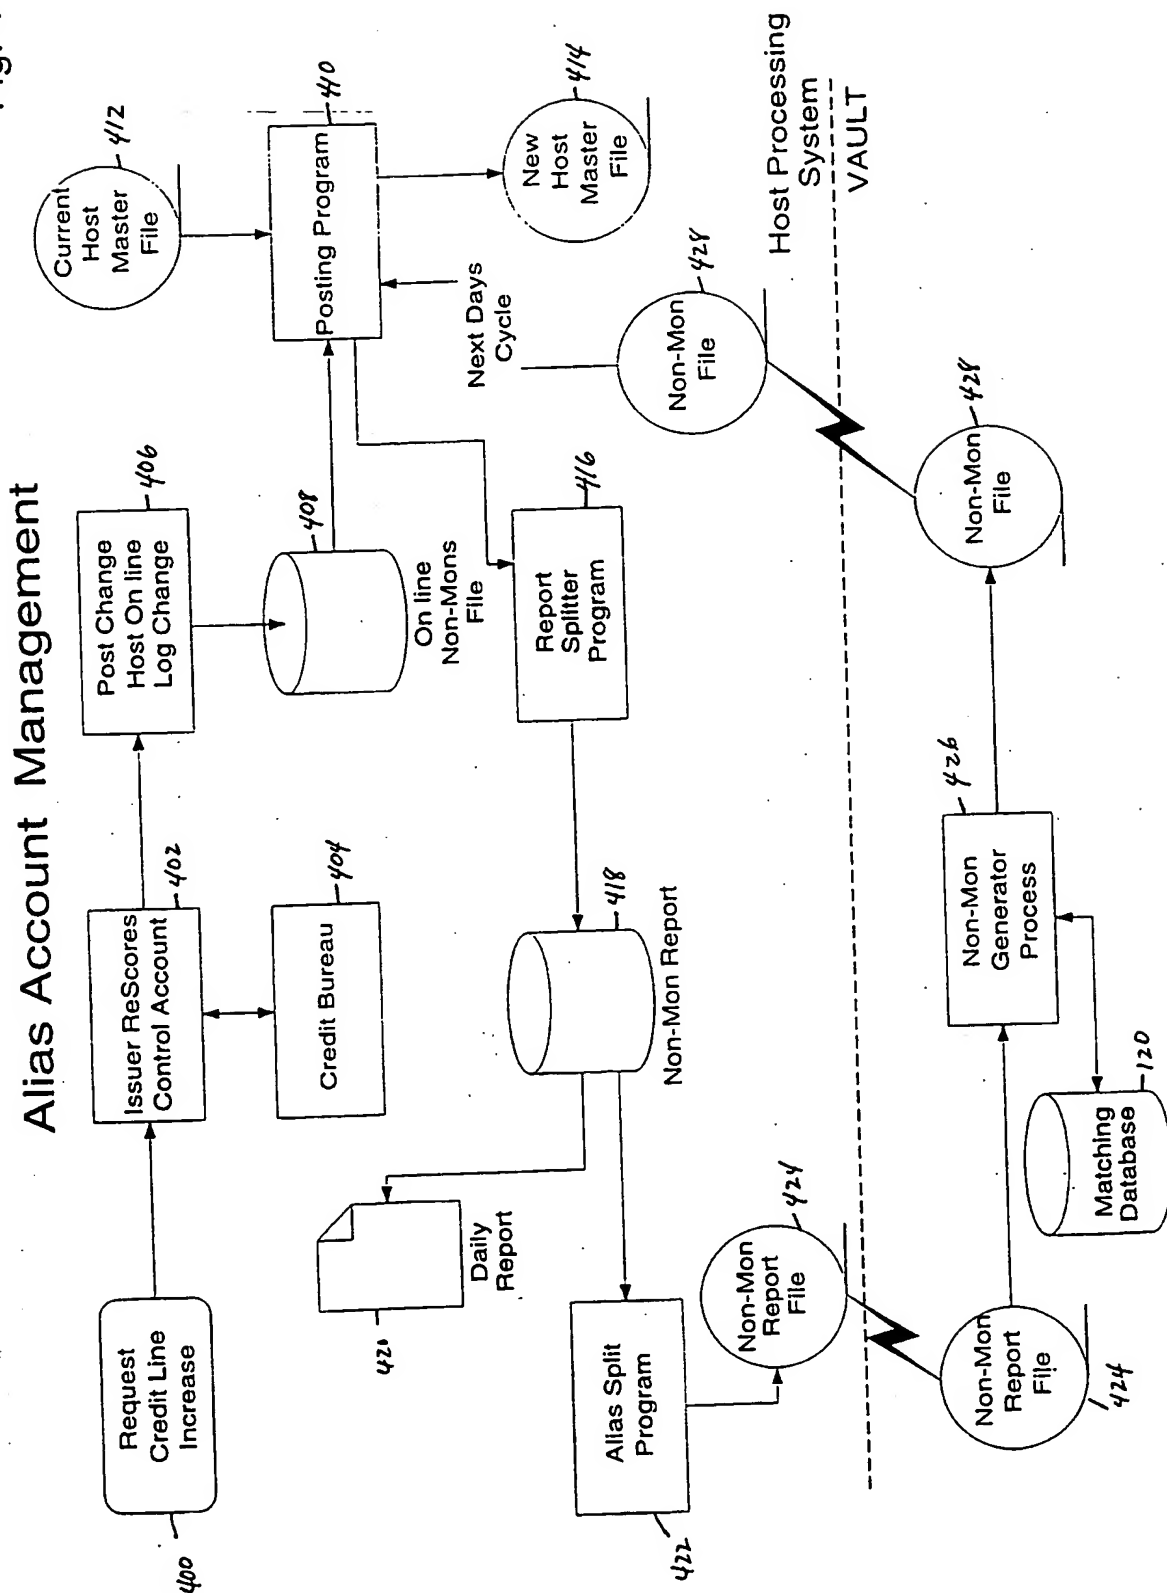 Fig.
Alias Account Management
Request
Credit Line
Increase
400
Issuer ReScores
Control Account
402
Credit Bureau
404
Post Change
Host On line
Log Change
406
408
On line
Non-Mons
File
Current
Host
Master
File
412
Posting Program
410
New
Host
Master
File
414
Next Days
Cycle
Report
Splitter
Program
416
418
Non-Mon Report
Daily
Report
Alias Split
Program
422
Non-Mon
Report
File
424
Non-Mon
File
428
Host Processing
System
VAULT
Non-Mon
Report
File
424
Matching
Database
120
Non-Mon
Generator
Process
426
Non-Mon
File
428